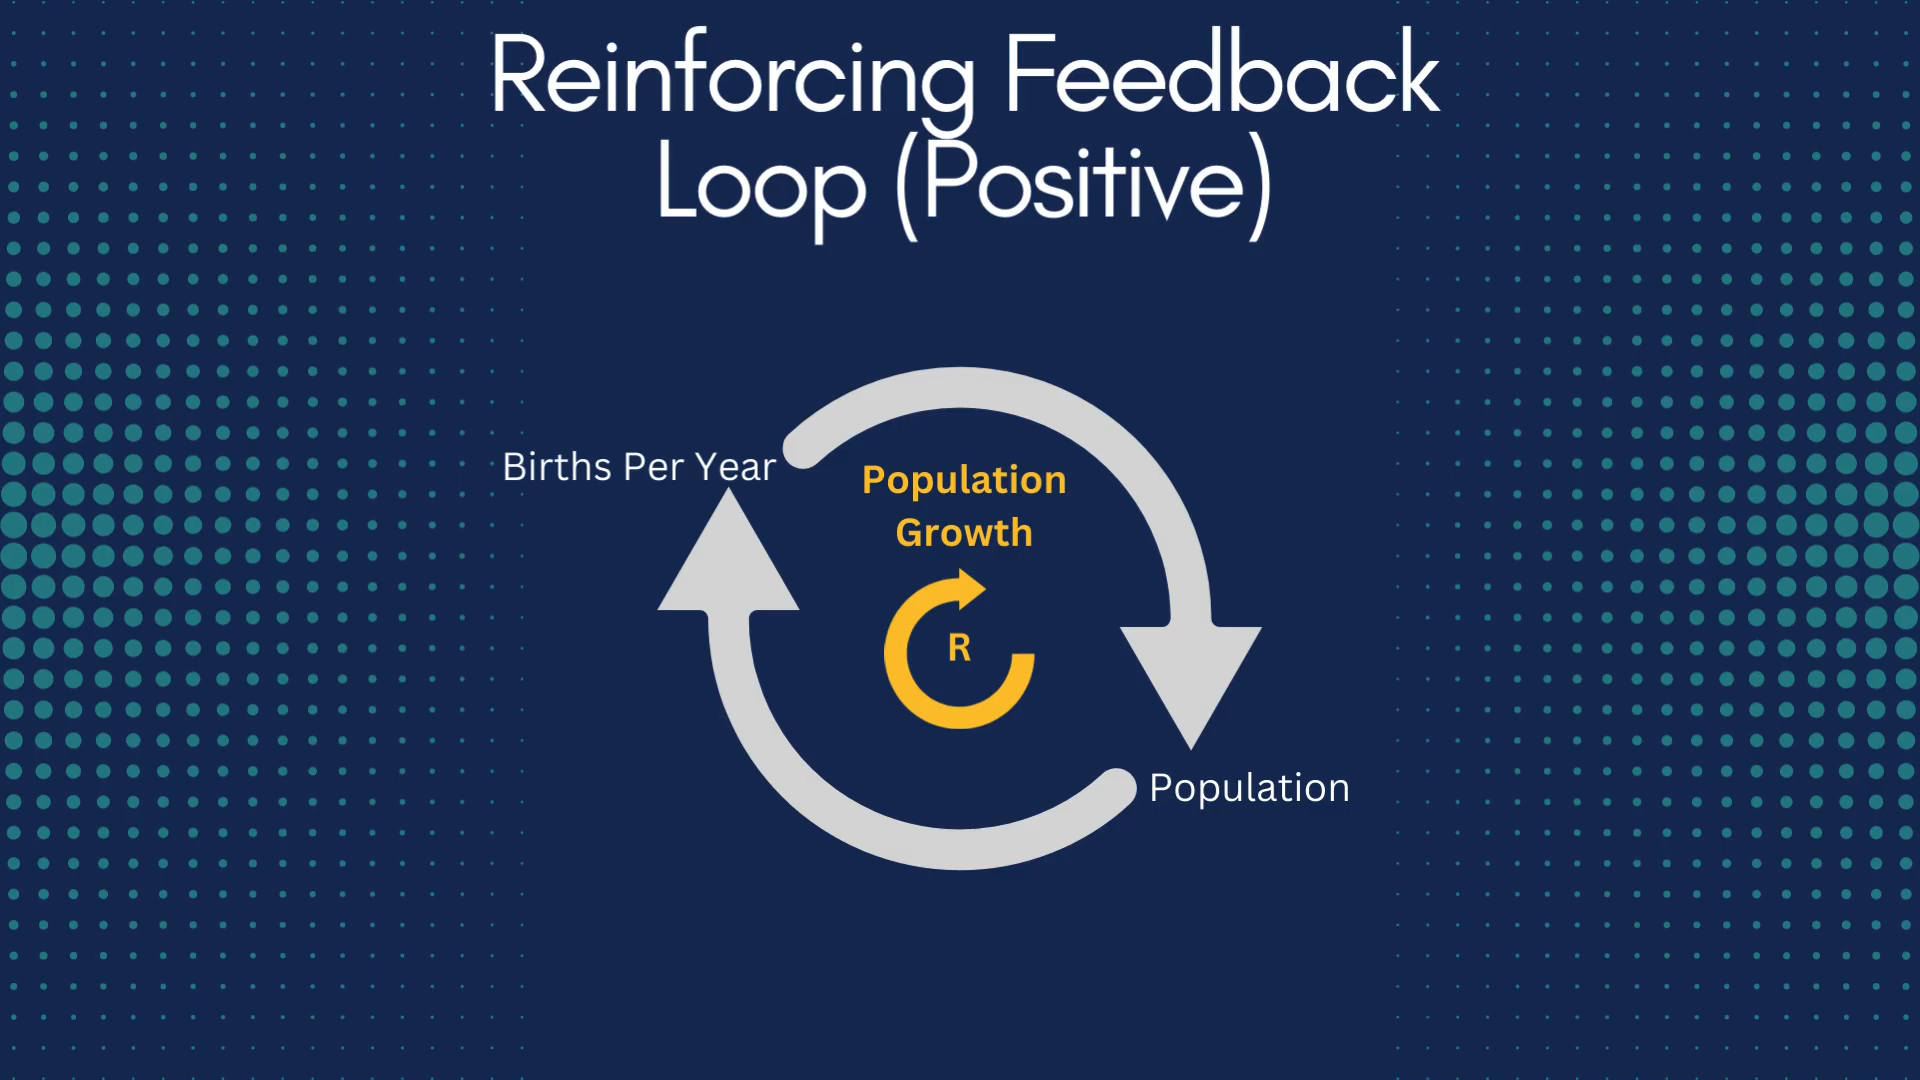 Reinforcing Feedback
Loop (Positive)
Births Per Year
Population
Growth
R
Population